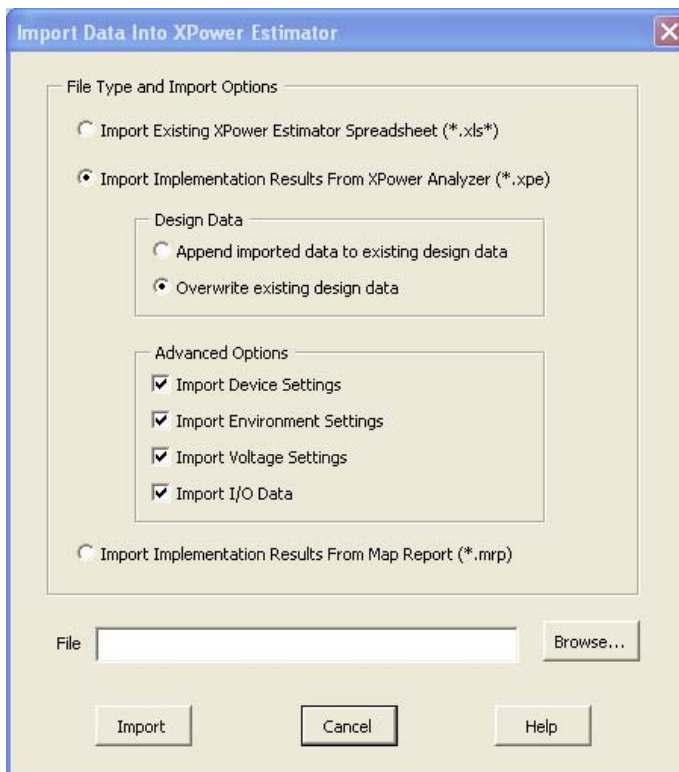 Import Data Into XPower Estimator
File Type and Import Options
Import Existing XPower Estimator Spreadsheet (*.xls*)
Import Implementation Results From XPower Analyzer (*.xpe)
Design Data
Append imported data to existing design data
Overwrite existing design data
Advanced Options
Import Device Settings
Import Environment Settings
Import Voltage Settings
Import I/O Data
Import Implementation Results From Map Report (*.mrp)
File
Browse...
Import
Cancel
Help